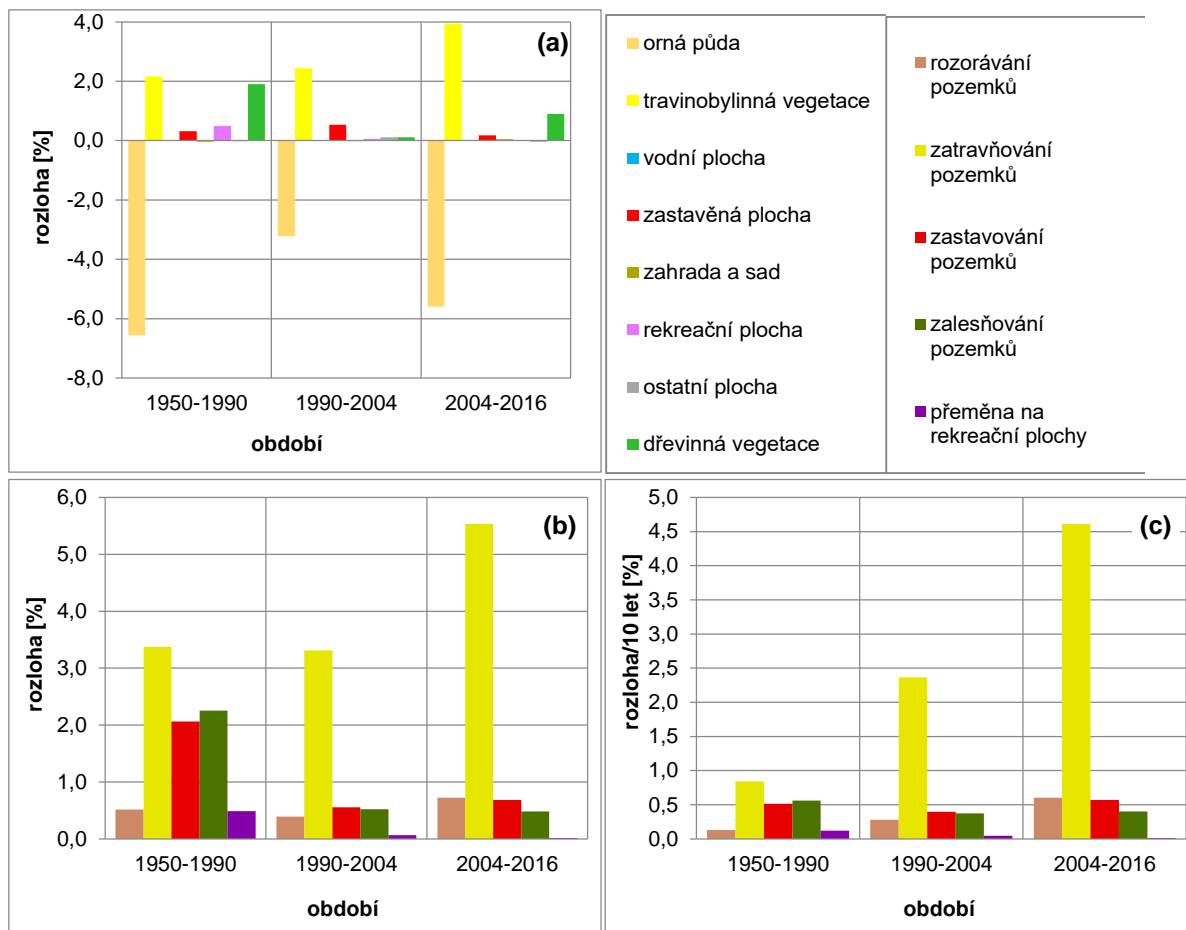 (a)
rozloha [%]
4,0
2,0
0,0
-2,0
-4,0
-6,0
-8,0
1950-1990 1990-2004 2004-2016
období
orná půda
travinobylinná vegetace
vodní plocha
zastavěná plocha
zahrada a sad
rekreační plocha
ostatní plocha
dřevinná vegetace
rozorávání
pozemků
zatravňování
pozemků
zastavování
pozemků
zalesňování
pozemků
přeměna na
rekreační plochy
(b)
rozloha [%]
6,0
5,0
4,0
3,0
2,0
1,0
0,0
1950-1990 1990-2004 2004-2016
období
(c)
rozloha/10 let [%]
5,0
4,5
4,0
3,5
3,0
2,5
2,0
1,5
1,0
0,5
0,0
1950-1990 1990-2004 2004-2016
období